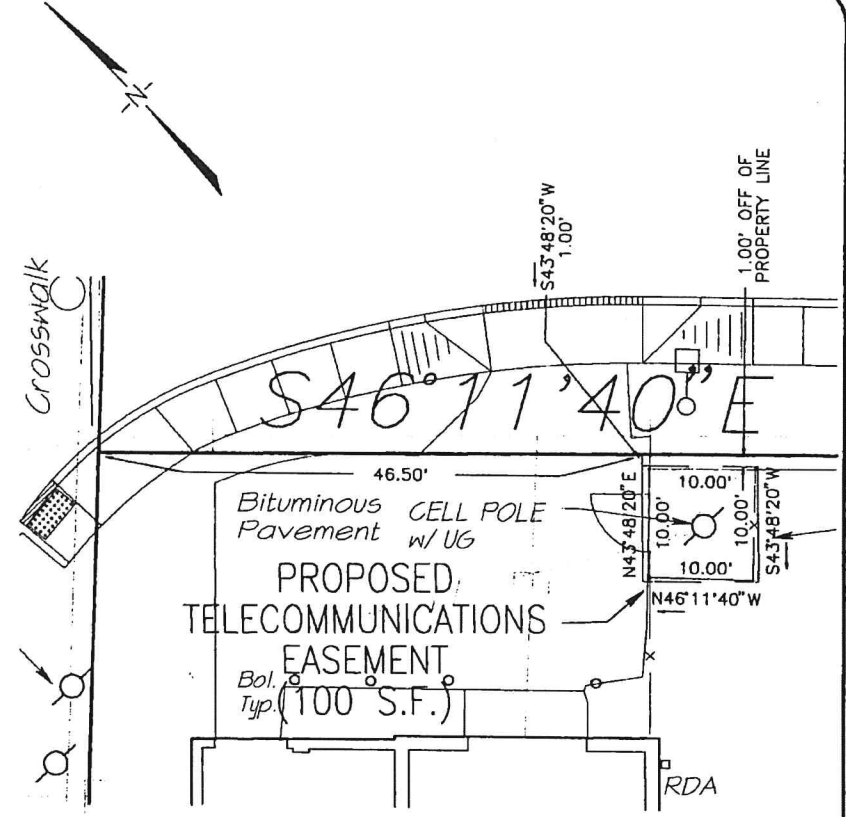 N
Crosswalk
S43°48'20"W
1.00'
1.00' OFF OF
PROPERTY LINE
S46°11'40"E
46.50'
Bituminous
Pavement
CELL POLE
w/ UG
N43°48'20"E
10.00'
10.00'
10.00'
10.00'
S43°48'20"W
N46°11'40"W
PROPOSED
TELECOMMUNICATIONS
EASEMENT
(100 S.F.)
Bol.
Typ.
RDA